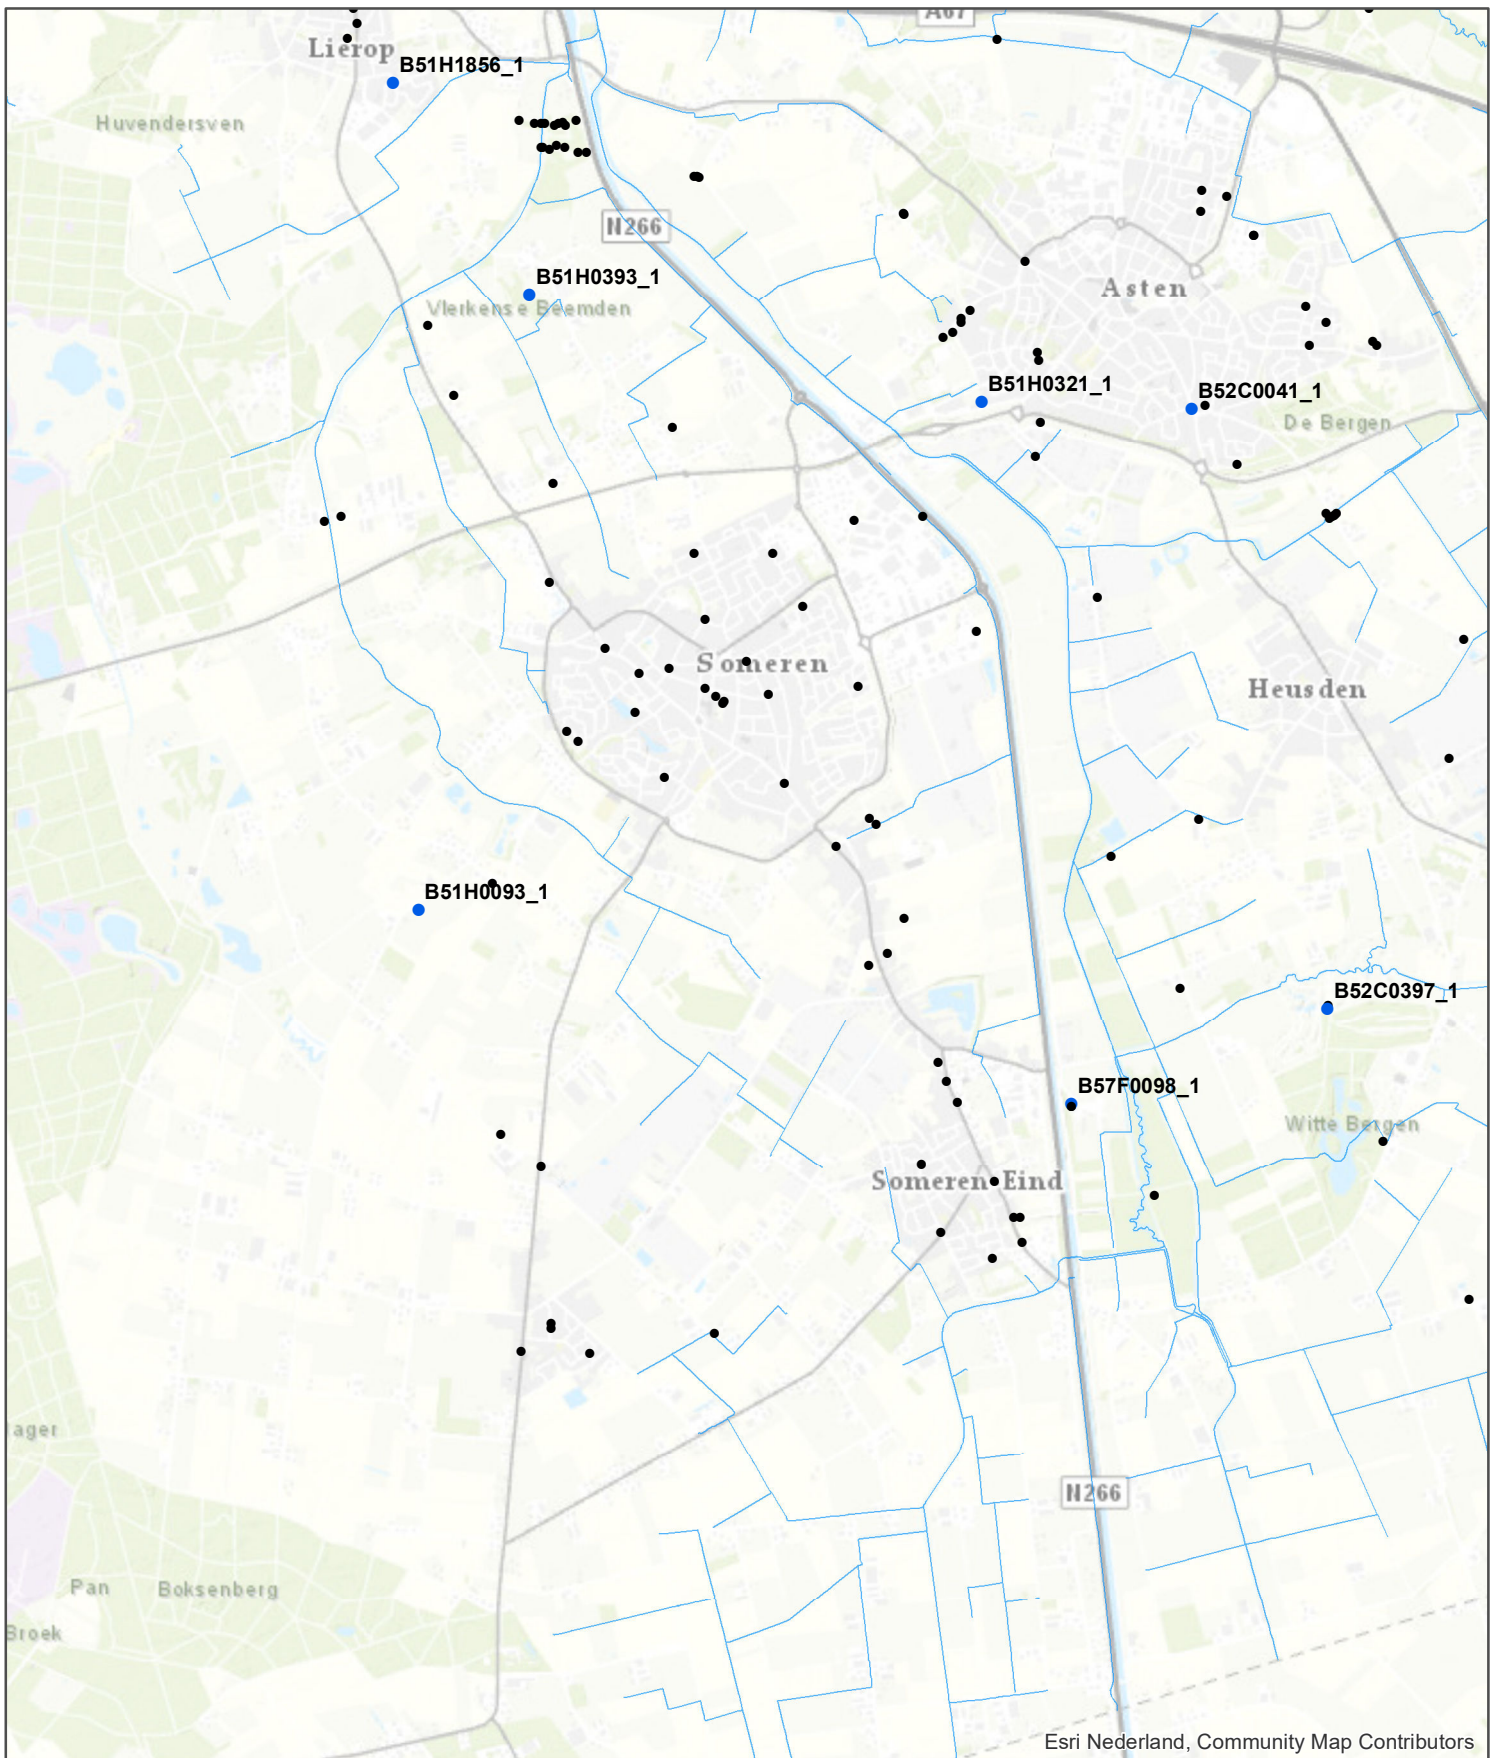 A67
Lierop
B51H1856_1
Huvendersven
N266
B51H0393_1
Vlerkense Beemden
Asten
B51H0321_1
B52C0041_1
De Bergen
Someren
Heusden
B51H0093_1
B52C0397_1
B57F0098_1
Witte Bergen
Someren Eind
lager
N266
Pan
Boksenberg
Broek
Esri Nederland, Community Map Contributors